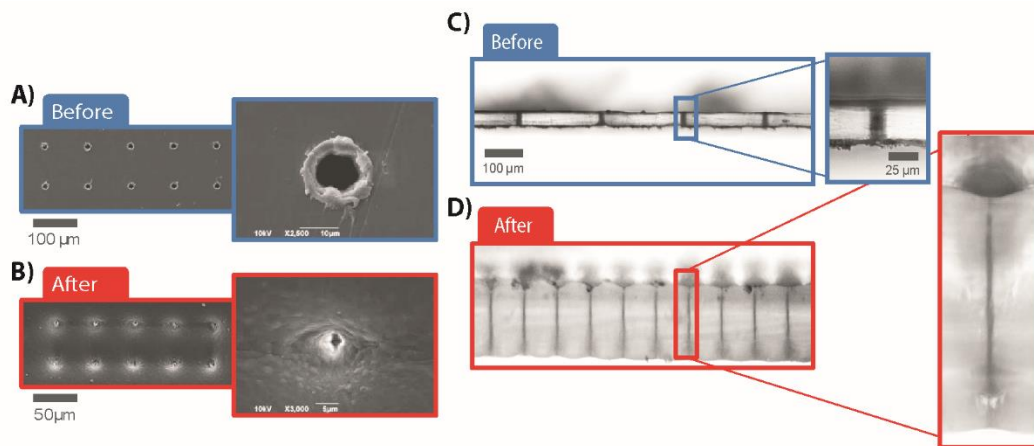 A)
Before
100 µm
10kV X2,500 10µm
B)
After
50µm
10kV X3,000 5µm
C)
Before
100 µm
25 µm
D)
After